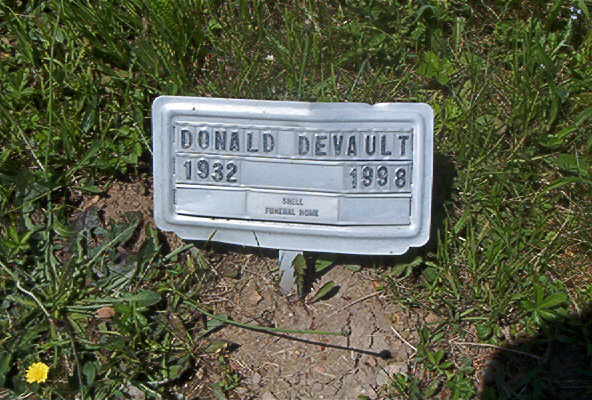 DONALD DEVAULT
1932 1998
SNELL
FUNERAL HOME